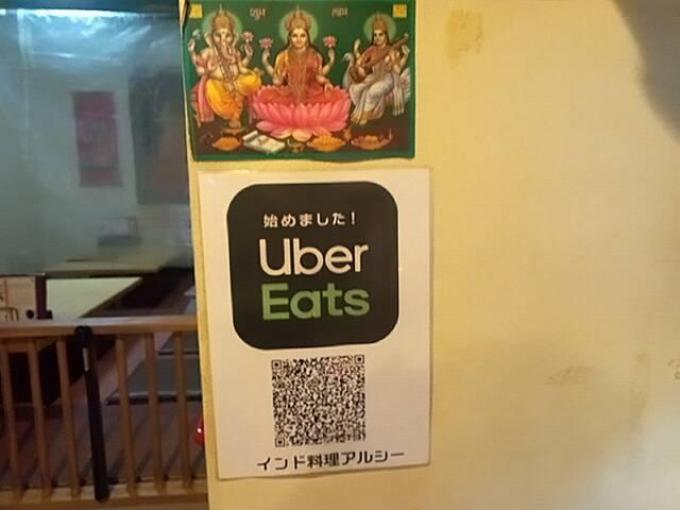 शुभ लाभ
始めました!
Uber
Eats
インド料理アルシー